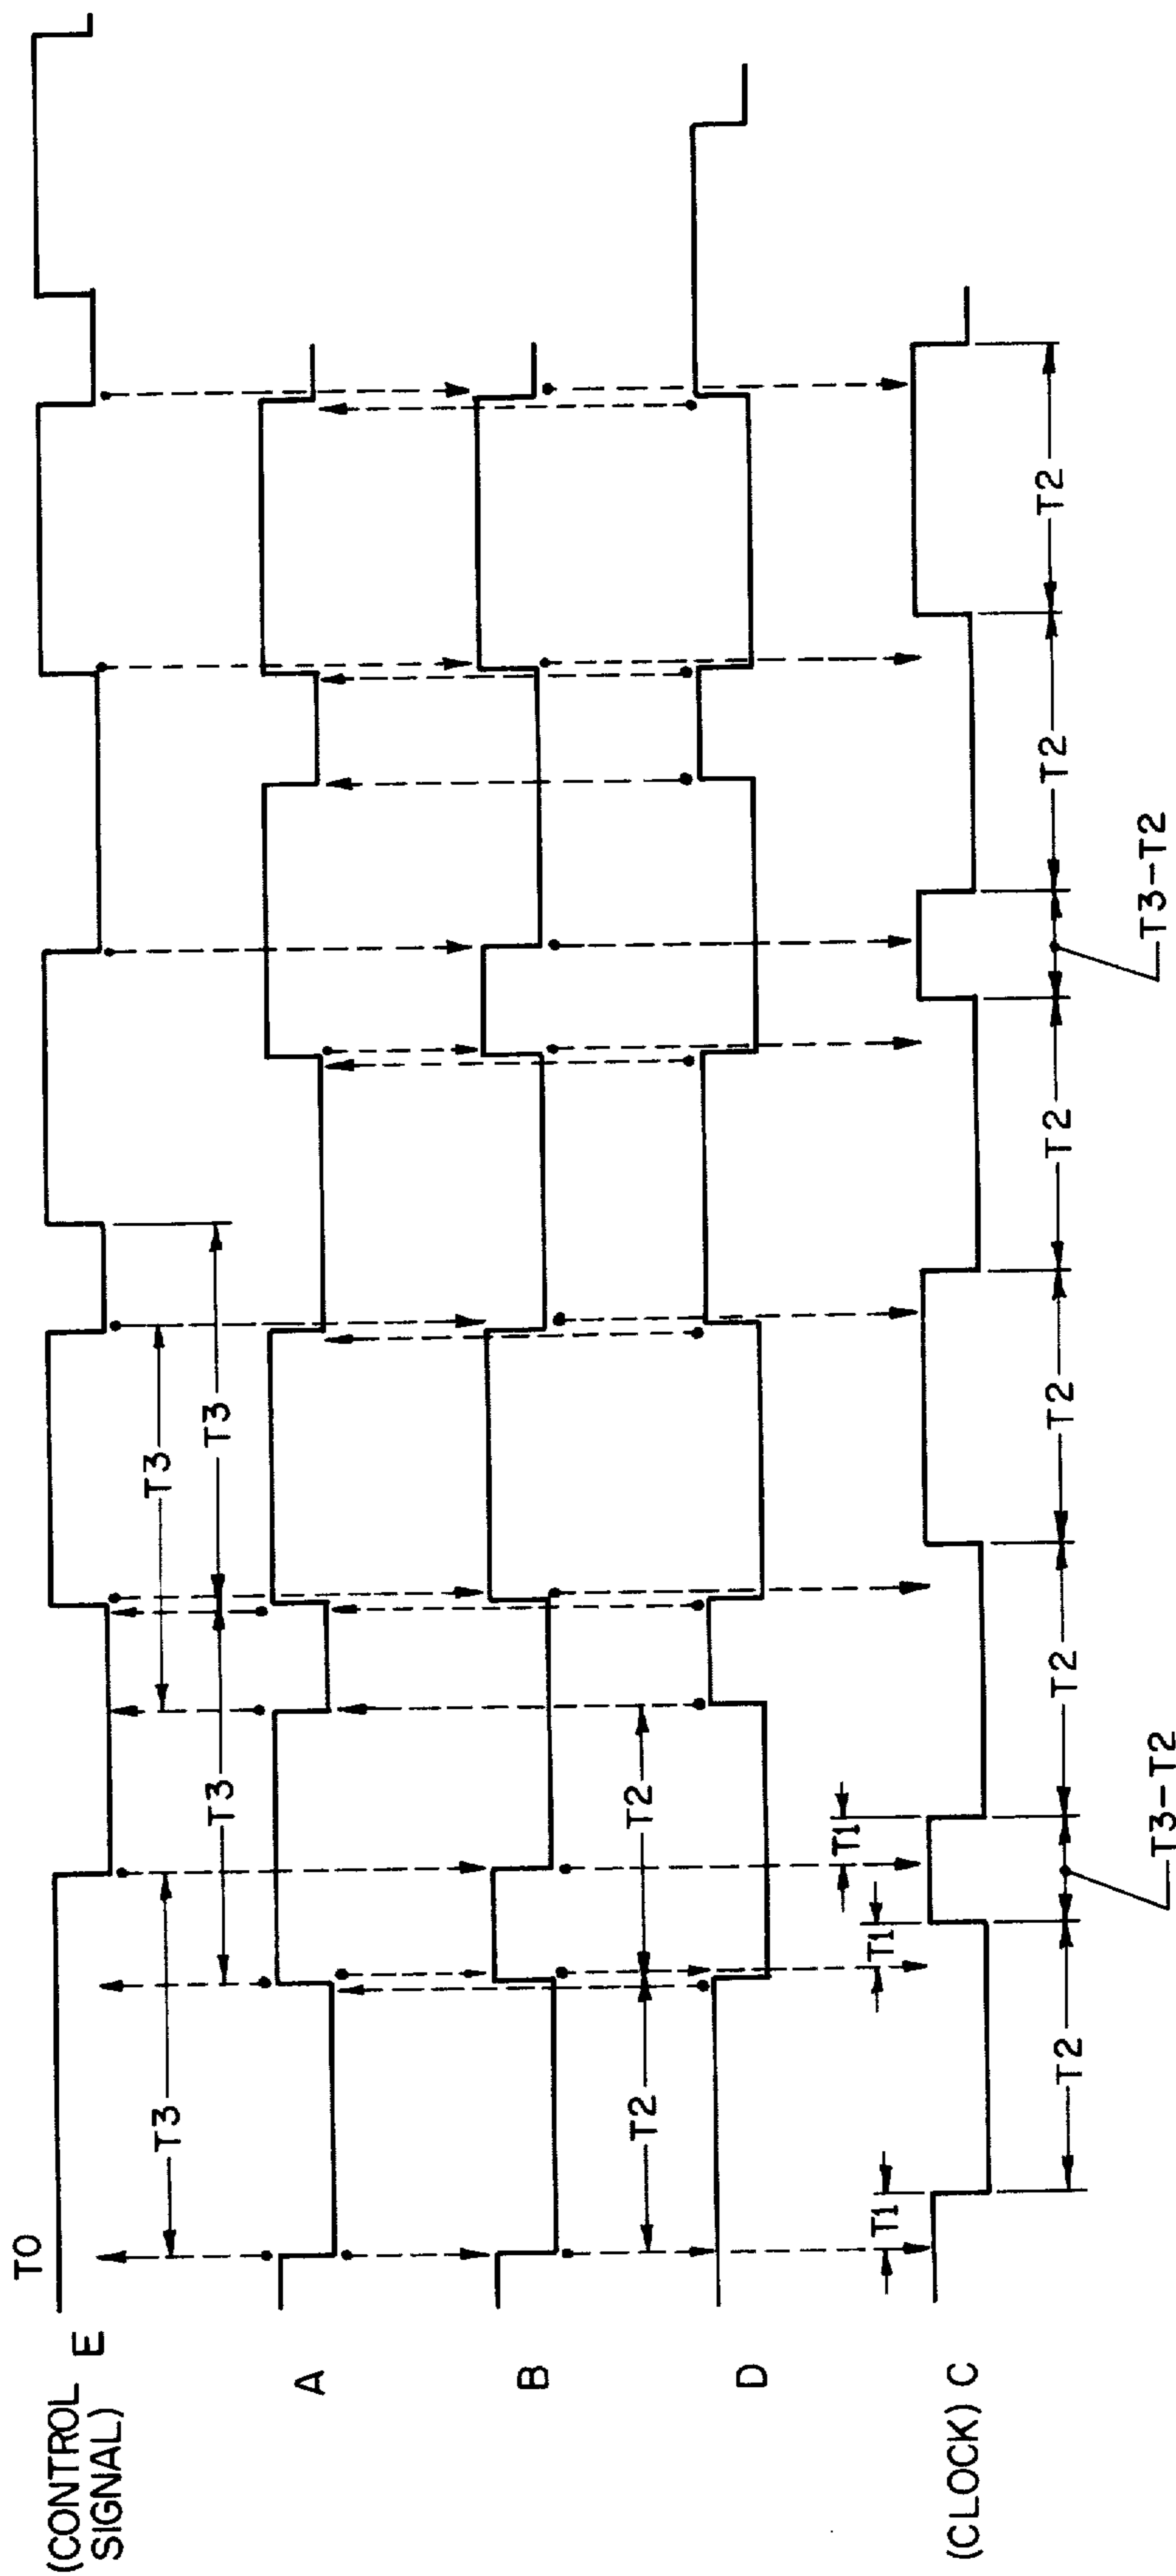 T0
(CONTROL
SIGNAL) E
T3 T3
T3 T3
A
B
T2 T2
D
T1
T1
T1
(CLOCK) C
T2 T2 T2 T2 T2 T2
T3-T2 T3-T2